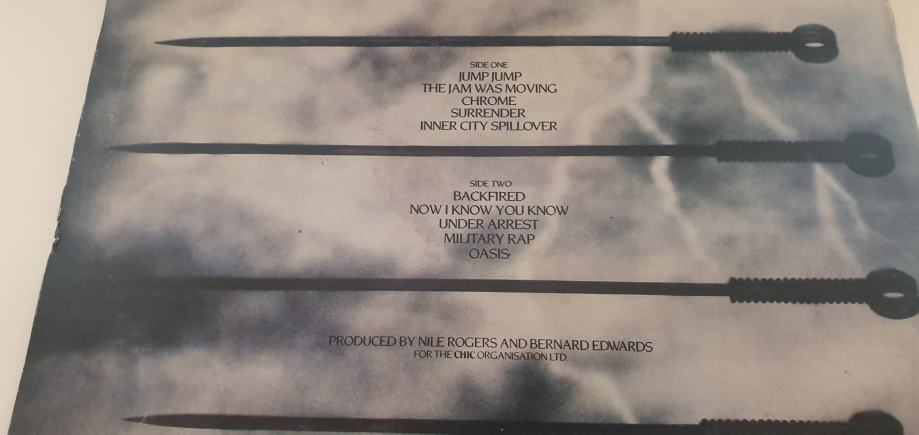 SIDE ONE
JUMP JUMP
THE JAM WAS MOVING
CHROME
SURRENDER
INNER CITY SPILLOVER
SIDE TWO
BACKFIRED
NOW I KNOW YOU KNOW
UNDER ARREST
MILITARY RAP
OASIS
PRODUCED BY NILE ROGERS AND BERNARD EDWARDS
FOR THE CHIC ORGANISATION LTD.